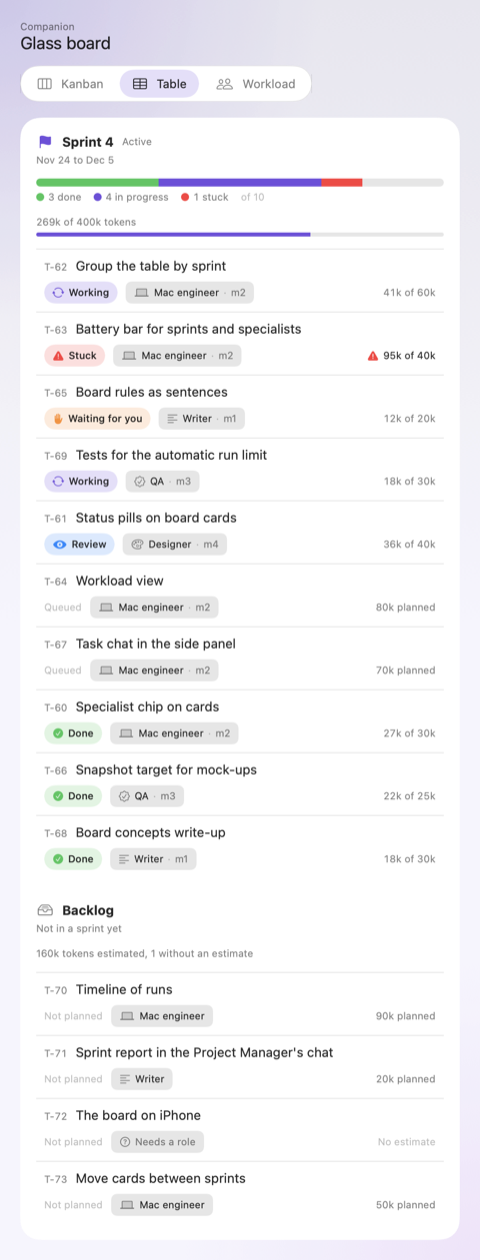 Companion
Glass board
Kanban Table Workload
Sprint 4 Active
Nov 24 to Dec 5
3 done 4 in progress 1 stuck of 10
269k of 400k tokens
T-62 Group the table by sprint
Working Mac engineer · m2 41k of 60k
T-63 Battery bar for sprints and specialists
Stuck Mac engineer · m2 95k of 40k
T-65 Board rules as sentences
Waiting for you Writer · m1 12k of 20k
T-69 Tests for the automatic run limit
Working QA · m3 18k of 30k
T-61 Status pills on board cards
Review Designer · m4 36k of 40k
T-64 Workload view
Queued Mac engineer · m2 80k planned
T-67 Task chat in the side panel
Queued Mac engineer · m2 70k planned
T-60 Specialist chip on cards
Done Mac engineer · m2 27k of 30k
T-66 Snapshot target for mock-ups
Done QA · m3 22k of 25k
T-68 Board concepts write-up
Done Writer · m1 18k of 30k
Backlog
Not in a sprint yet
160k tokens estimated, 1 without an estimate
T-70 Timeline of runs
Not planned Mac engineer 90k planned
T-71 Sprint report in the Project Manager's chat
Not planned Writer 20k planned
T-72 The board on iPhone
Not planned Needs a role No estimate
T-73 Move cards between sprints
Not planned Mac engineer 50k planned